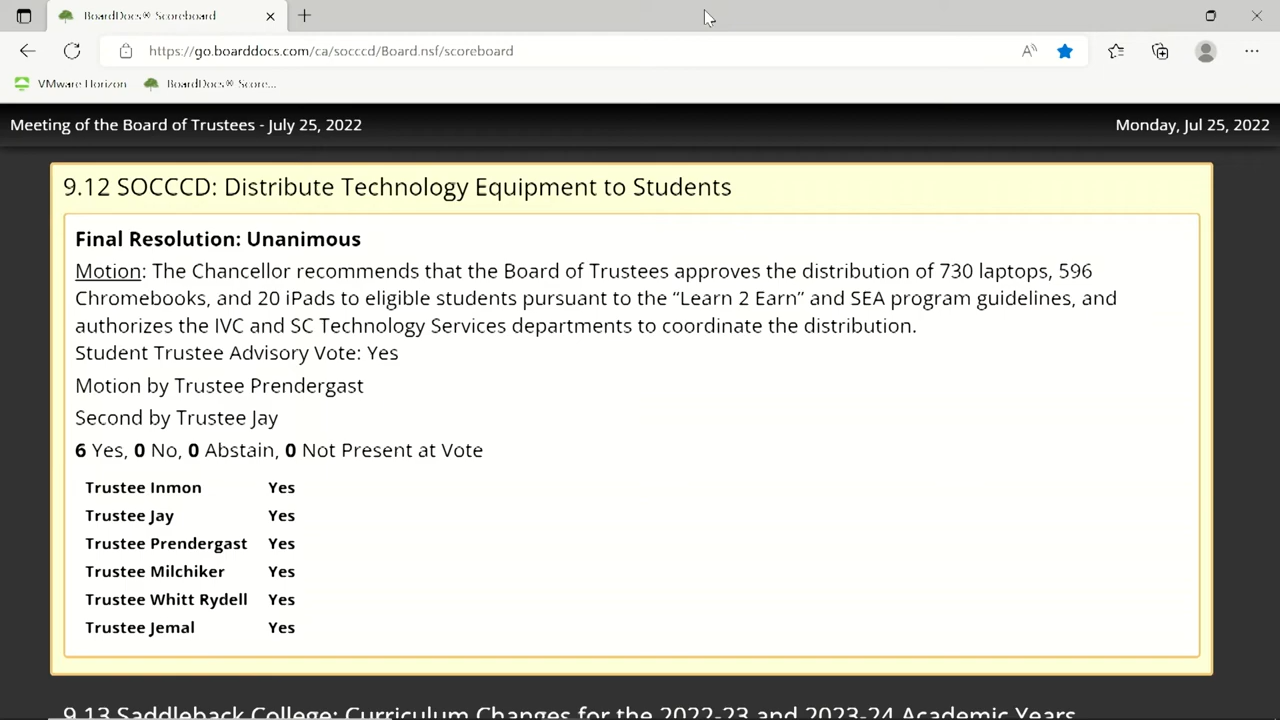 BoardDocs® Scoreboard
https://go.boarddocs.com/ca/socccd/Board.nsf/scoreboard
VMware Horizon
BoardDocs® Score...
Meeting of the Board of Trustees - July 25, 2022
Monday, Jul 25, 2022
9.12 SOCCCD: Distribute Technology Equipment to Students
Final Resolution: Unanimous
Motion: The Chancellor recommends that the Board of Trustees approves the distribution of 730 laptops, 596
Chromebooks, and 20 iPads to eligible students pursuant to the “Learn 2 Earn” and SEA program guidelines, and
authorizes the IVC and SC Technology Services departments to coordinate the distribution.
Student Trustee Advisory Vote: Yes
Motion by Trustee Prendergast
Second by Trustee Jay
6 Yes, 0 No, 0 Abstain, 0 Not Present at Vote
Trustee Inmon Yes
Trustee Jay Yes
Trustee Prendergast Yes
Trustee Milchiker Yes
Trustee Whitt Rydell Yes
Trustee Jemal Yes
9.13 Saddleback College: Curriculum Changes for the 2022-23 and 2023-24 Academic Years